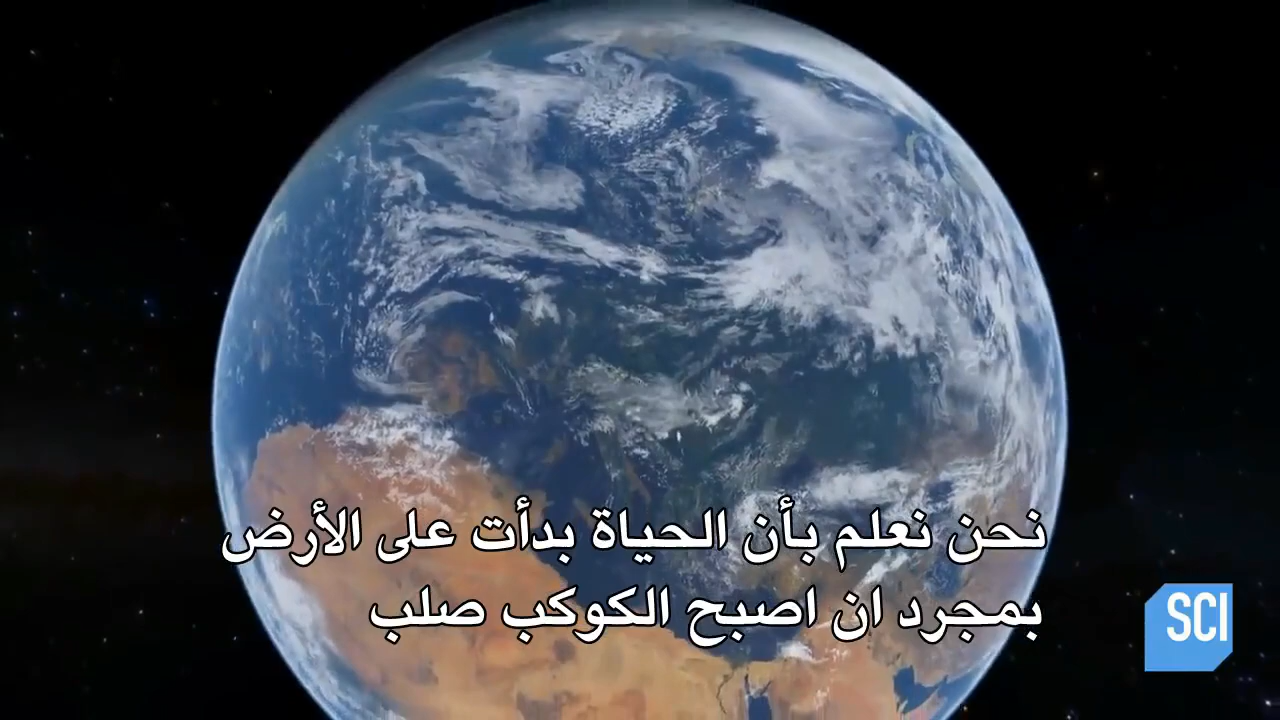 نحن نعلم بأن الحياة بدأت على الأرض
بمجرد ان اصبح الكوكب صلب
SCI